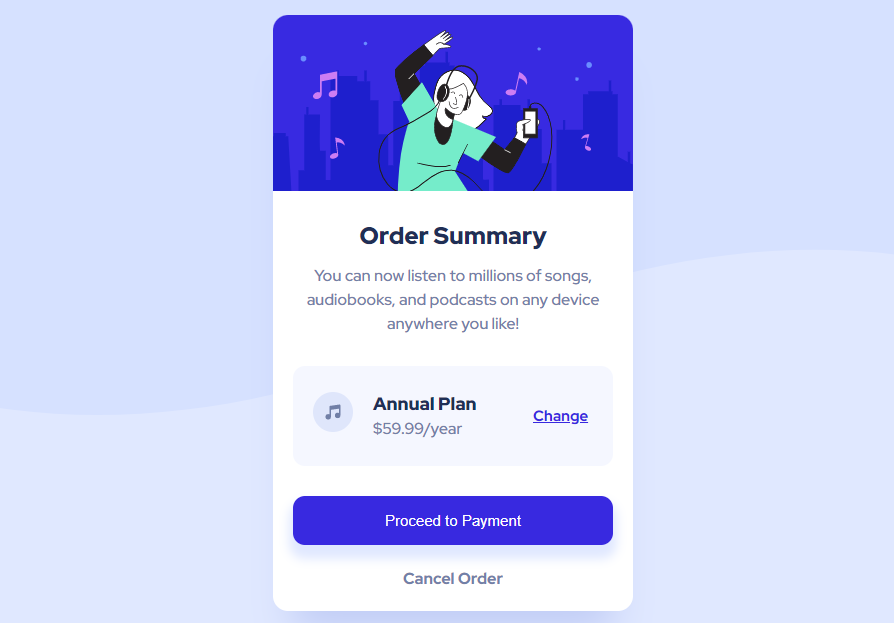 Order Summary
You can now listen to millions of songs,
audiobooks, and podcasts on any device
anywhere you like!
Annual Plan
$59.99/year
Change
Proceed to Payment
Cancel Order